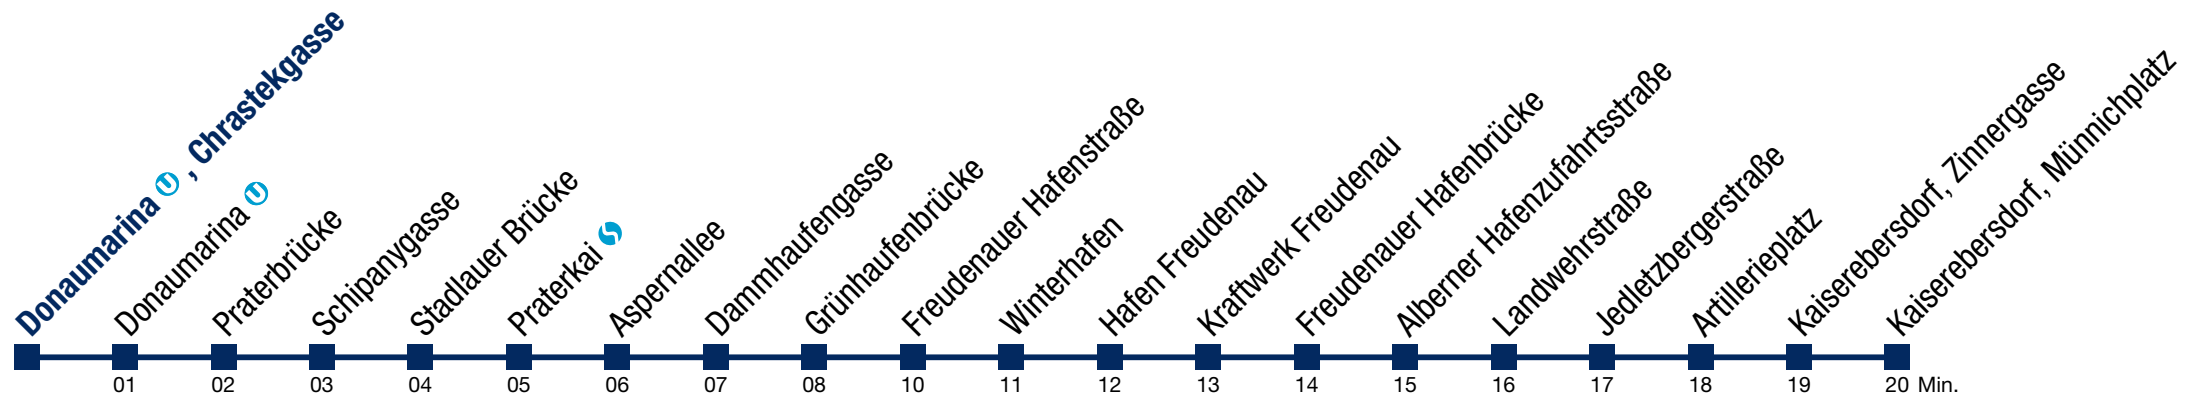 Donaumarina U, Chrastekgasse
Donaumarina U
Praterbrücke
Schipanygasse
Stadlauer Brücke
Praterkai S
Aspernallee
Dammhaufengasse
Grünhaufenbrücke
Freudenauer Hafenstraße
Winterhafen
Hafen Freudenau
Kraftwerk Freudenau
Freudenauer Hafenbrücke
Alberner Hafenzufahrtsstraße
Landwehrstraße
Jedletzbergerstraße
Artillerieplatz
Kaiserebersdorf, Zinnergasse
Kaiserebersdorf, Münnichplatz
01 02 03 04 05 06 07 08 10 11 12 13 14 15 16 17 18 19 20 Min.